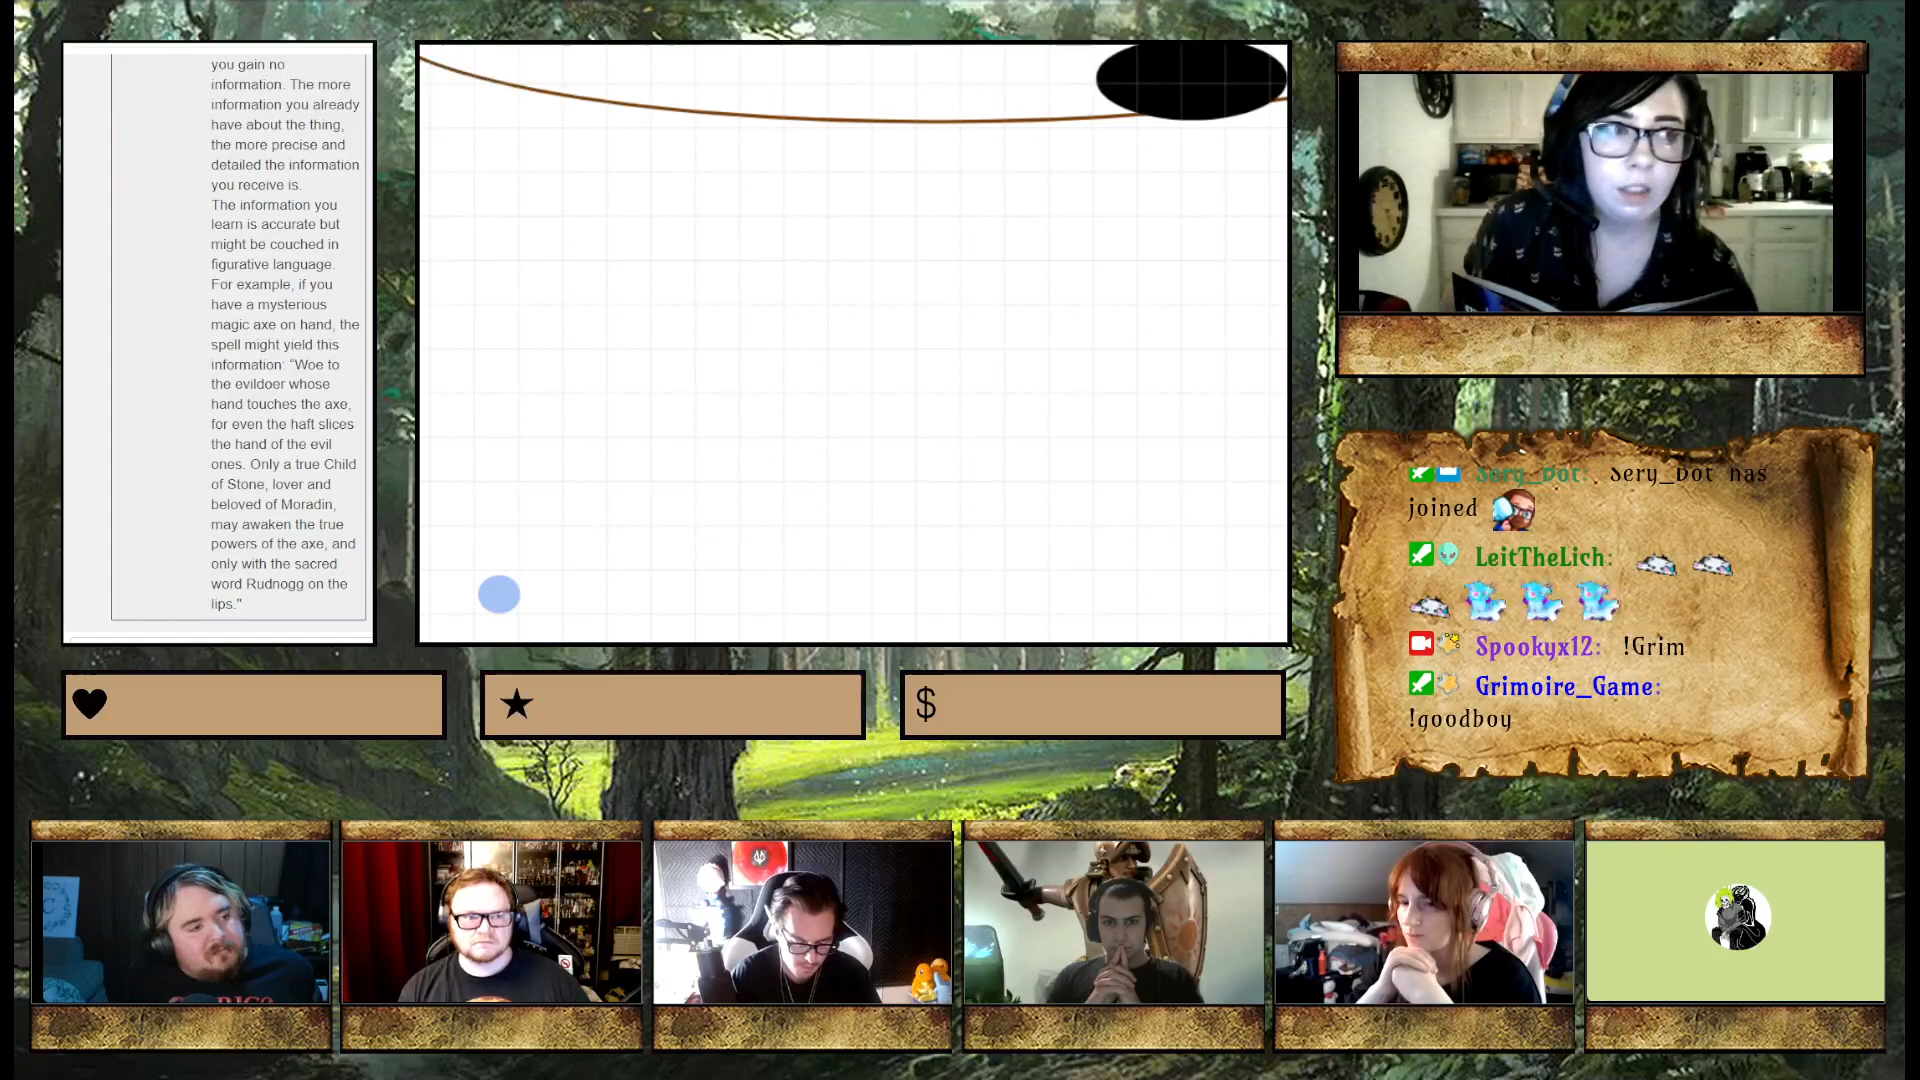 you gain no
information. The more
information you already
have about the thing,
the more precise and
detailed the information
you receive is.
The information you
learn is accurate but
might be couched in
figurative language.
For example, if you
have a mysterious
magic axe on hand, the
spell might yield this
information: “Woe to
the evildoer whose
hand touches the axe,
for even the haft slices
the hand of the evil
ones. Only a true Child
of Stone, lover and
beloved of Moradin,
may awaken the true
powers of the axe, and
only with the sacred
word Rudnogg on the
lips."
Sery_Bot: Sery_Bot has
joined
LeitTheLich:
Spookyx12: !Grim
Grimoire_Game:
!goodboy
$